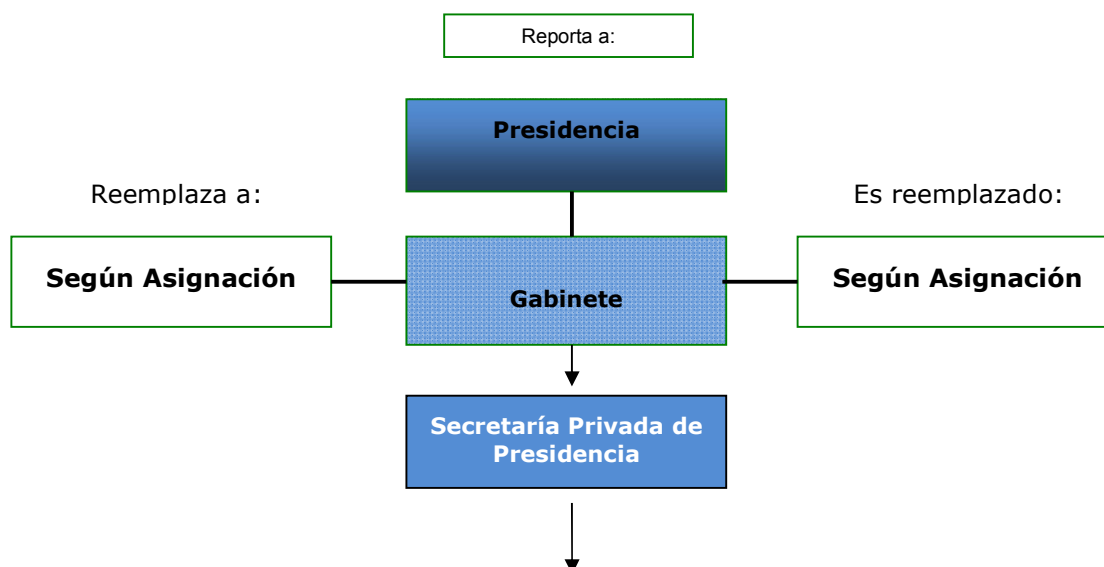 Reporta a:
Presidencia
Reemplaza a:
Es reemplazado:
Según Asignación
Gabinete
Según Asignación
Secretaría Privada de
Presidencia